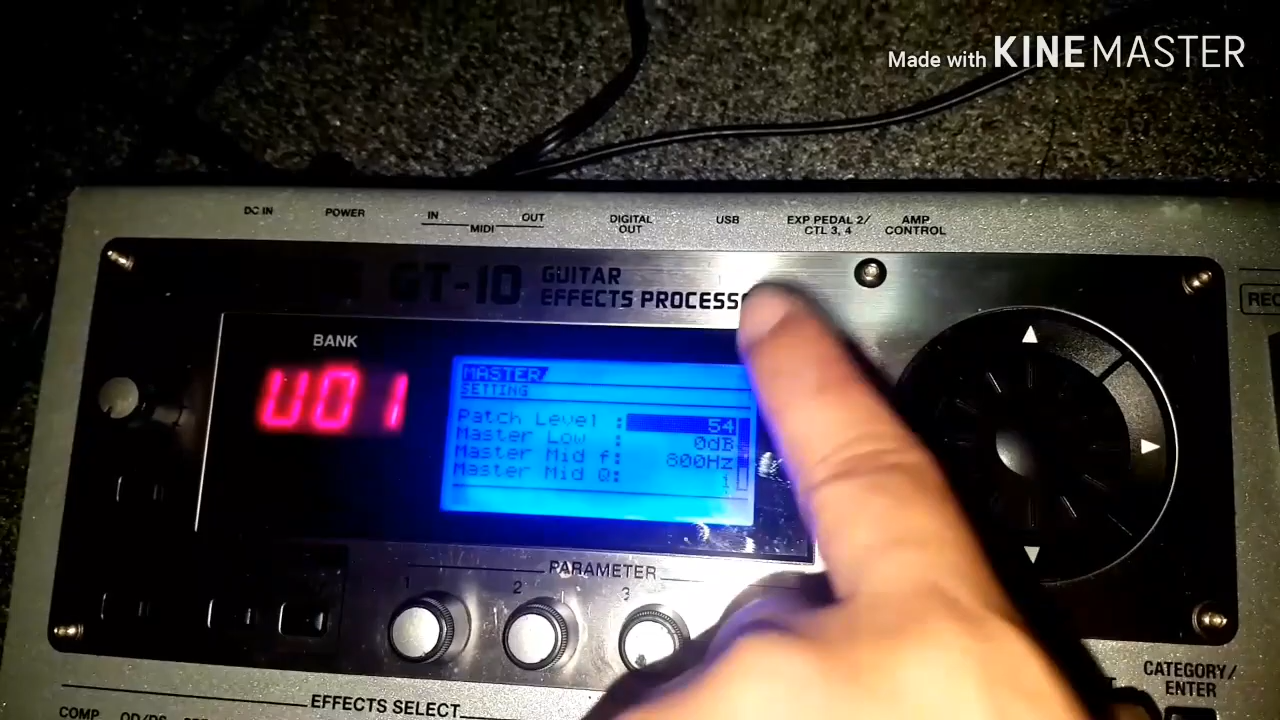 Made with KINEMASTER
DC IN
POWER
IN
OUT
MIDI
DIGITAL
OUT
USB
EXP PEDAL 2/
CTL 3, 4
AMP
CONTROL
GT-10
GUITAR
EFFECTS
BANK
U01
MASTER
SETTING
Patch Level : 54
Master Low : 0dB
Master Mid f: 800Hz
Master Mid Q: 1
PARAMETER
1
2
3
CATEGORY/
ENTER
EFFECTS SELECT
COMP